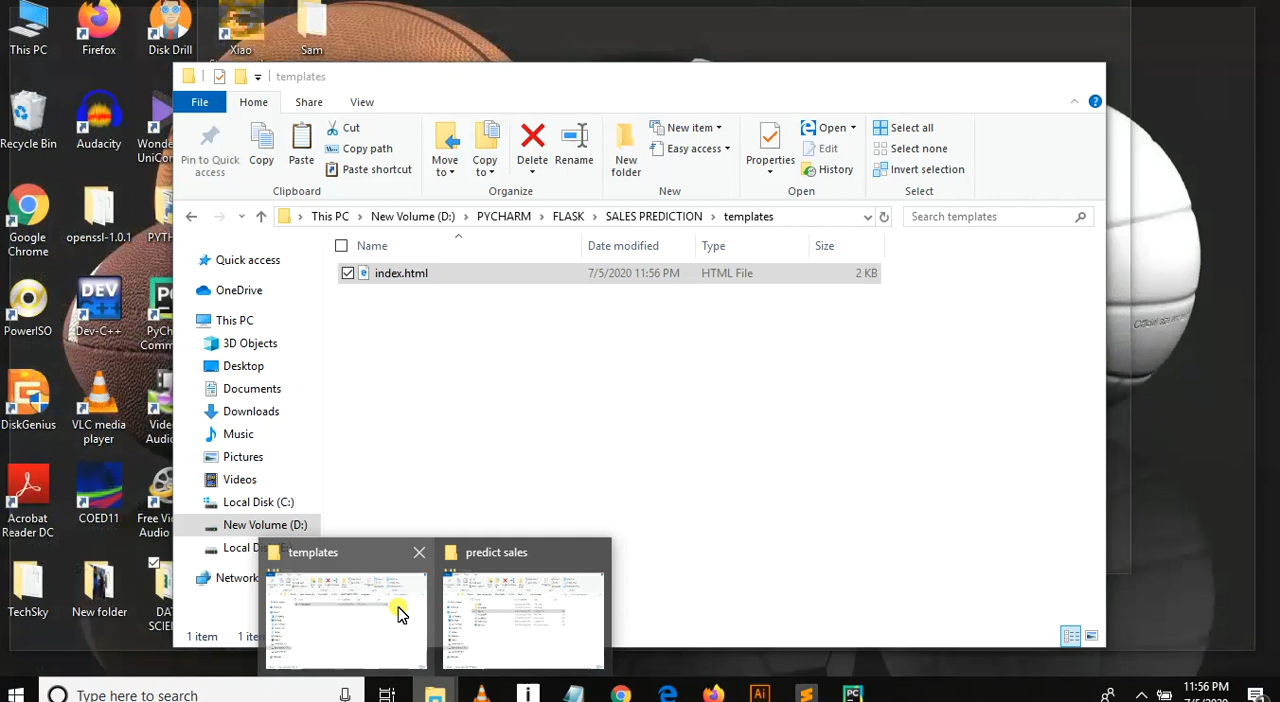 This PC
Firefox
Disk Drill
Xiao
Sam
templates
File
Home
Share
View
Pin to Quick access
Copy
Paste
Cut
Copy path
Paste shortcut
Clipboard
Move to
Copy to
Delete
Rename
Organize
New folder
New item
Easy access
New
Properties
Open
Edit
History
Open
Select all
Select none
Invert selection
Select
This PC > New Volume (D:) > PYCHARM > FLASK > SALES PREDICTION > templates
Search templates
Name
Date modified
Type
Size
index.html
7/5/2020 11:56 PM
HTML File
2 KB
Quick access
OneDrive
This PC
3D Objects
Desktop
Documents
Downloads
Music
Pictures
Videos
Local Disk (C:)
New Volume (D:)
Network
1 item
Recycle Bin
Audacity
Google Chrome
openssl-1.0.1
PowerISO
DEV
Dev-C++
DiskGenius
VLC media player
Acrobat Reader DC
COED11
TechSky
New folder
templates
predict sales
Type here to search
11:56 PM
7/5/2020